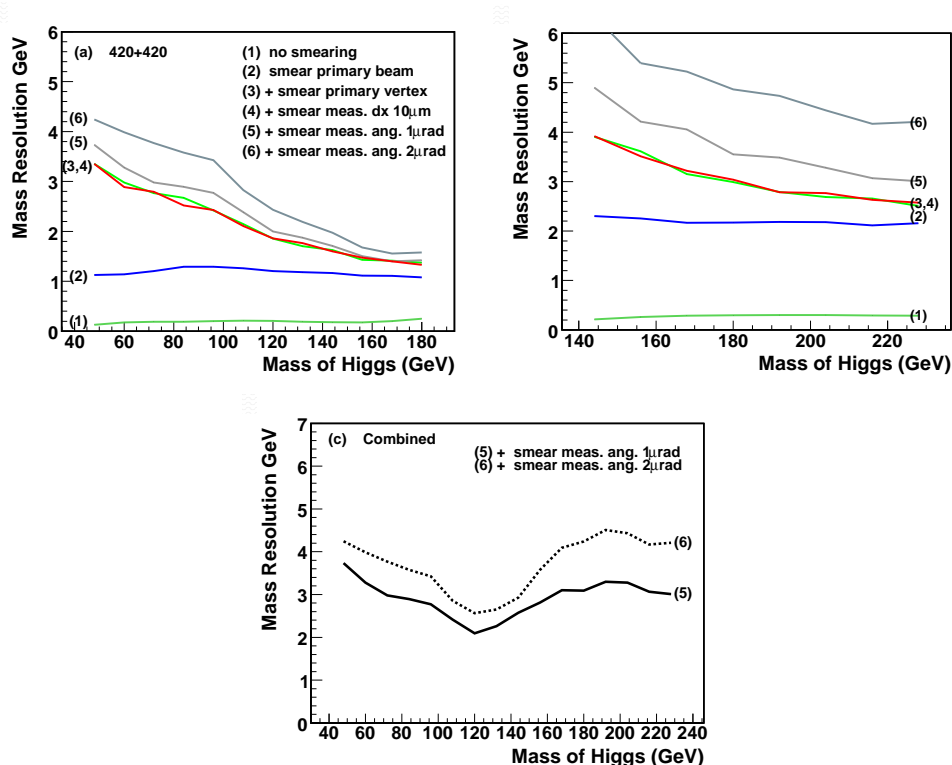 Mass Resolution GeV
6
5
4
3
2
1
0
(a) 420+420
(1) no smearing
(2) smear primary beam
(3) + smear primary vertex
(4) + smear meas. dx 10μm
(5) + smear meas. ang. 1μrad
(6) + smear meas. ang. 2μrad
(6)
(5)
(3,4)
(2)
(1)
40 60 80 100 120 140 160 180
Mass of Higgs (GeV)
Mass Resolution GeV
6
5
4
3
2
1
0
(6)
(5)
(3,4)
(2)
(1)
140 160 180 200 220
Mass of Higgs (GeV)
Mass Resolution GeV
7
6
5
4
3
2
1
0
(c) Combined
(5) + smear meas. ang. 1μrad
(6) + smear meas. ang. 2μrad
(6)
(5)
40 60 80 100 120 140 160 180 200 220 240
Mass of Higgs (GeV)